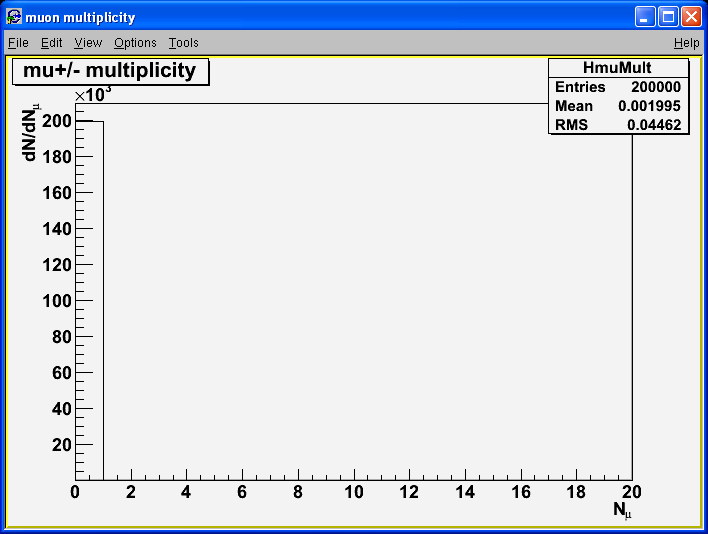 muon multiplicity
File Edit View Options Tools Help
mu+/- multiplicity
HmuMult
Entries 200000
Mean 0.001995
RMS 0.04462
×10³
dN/dNμ
200
180
160
140
120
100
80
60
40
20
0 2 4 6 8 10 12 14 16 18 20
Nμ